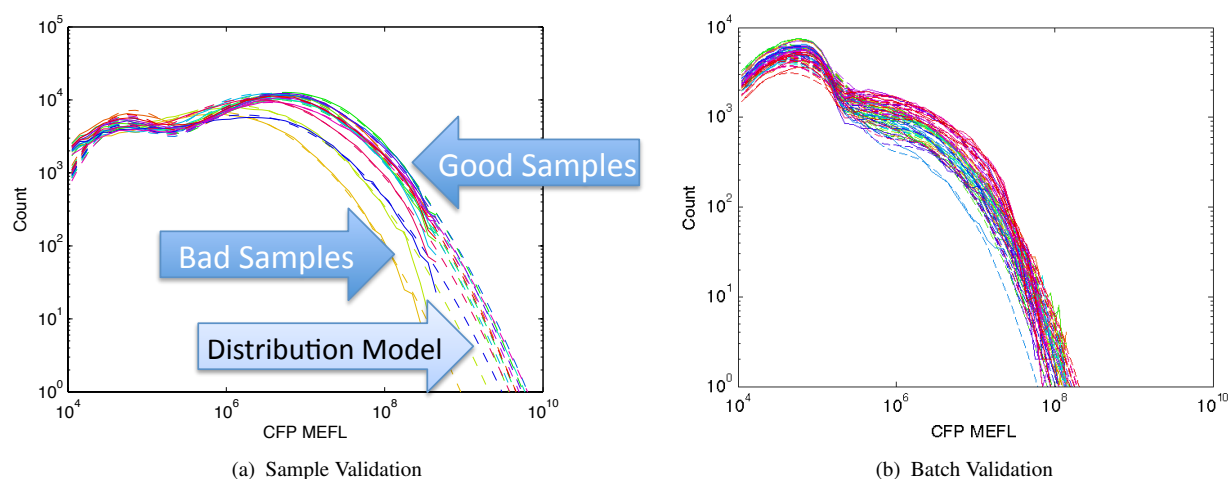 10^5
10^4
10^3
10^2
10^1
10^0
Count
10^4
10^6
10^8
10^10
CFP MEFL
Good Samples
Bad Samples
Distribution Model
(a) Sample Validation
10^4
10^3
10^2
10^1
10^0
Count
10^4
10^6
10^8
10^10
CFP MEFL
(b) Batch Validation